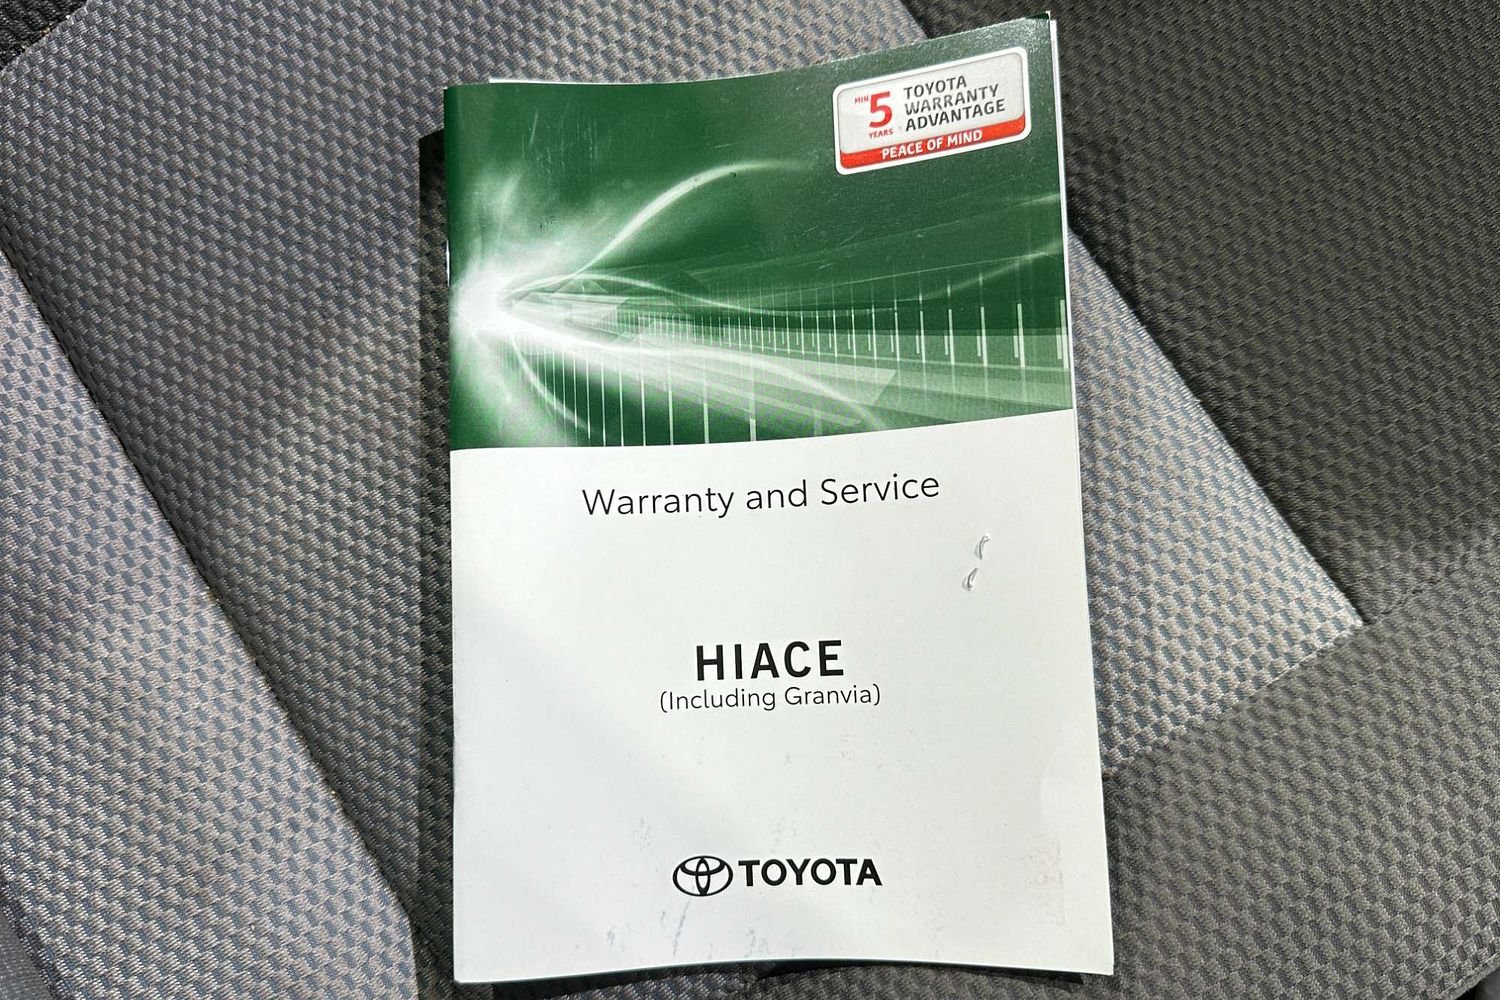 MIN 5 YEARS
TOYOTA
WARRANTY
ADVANTAGE
PEACE OF MIND
Warranty and Service
HIACE
(Including Granvia)
TOYOTA